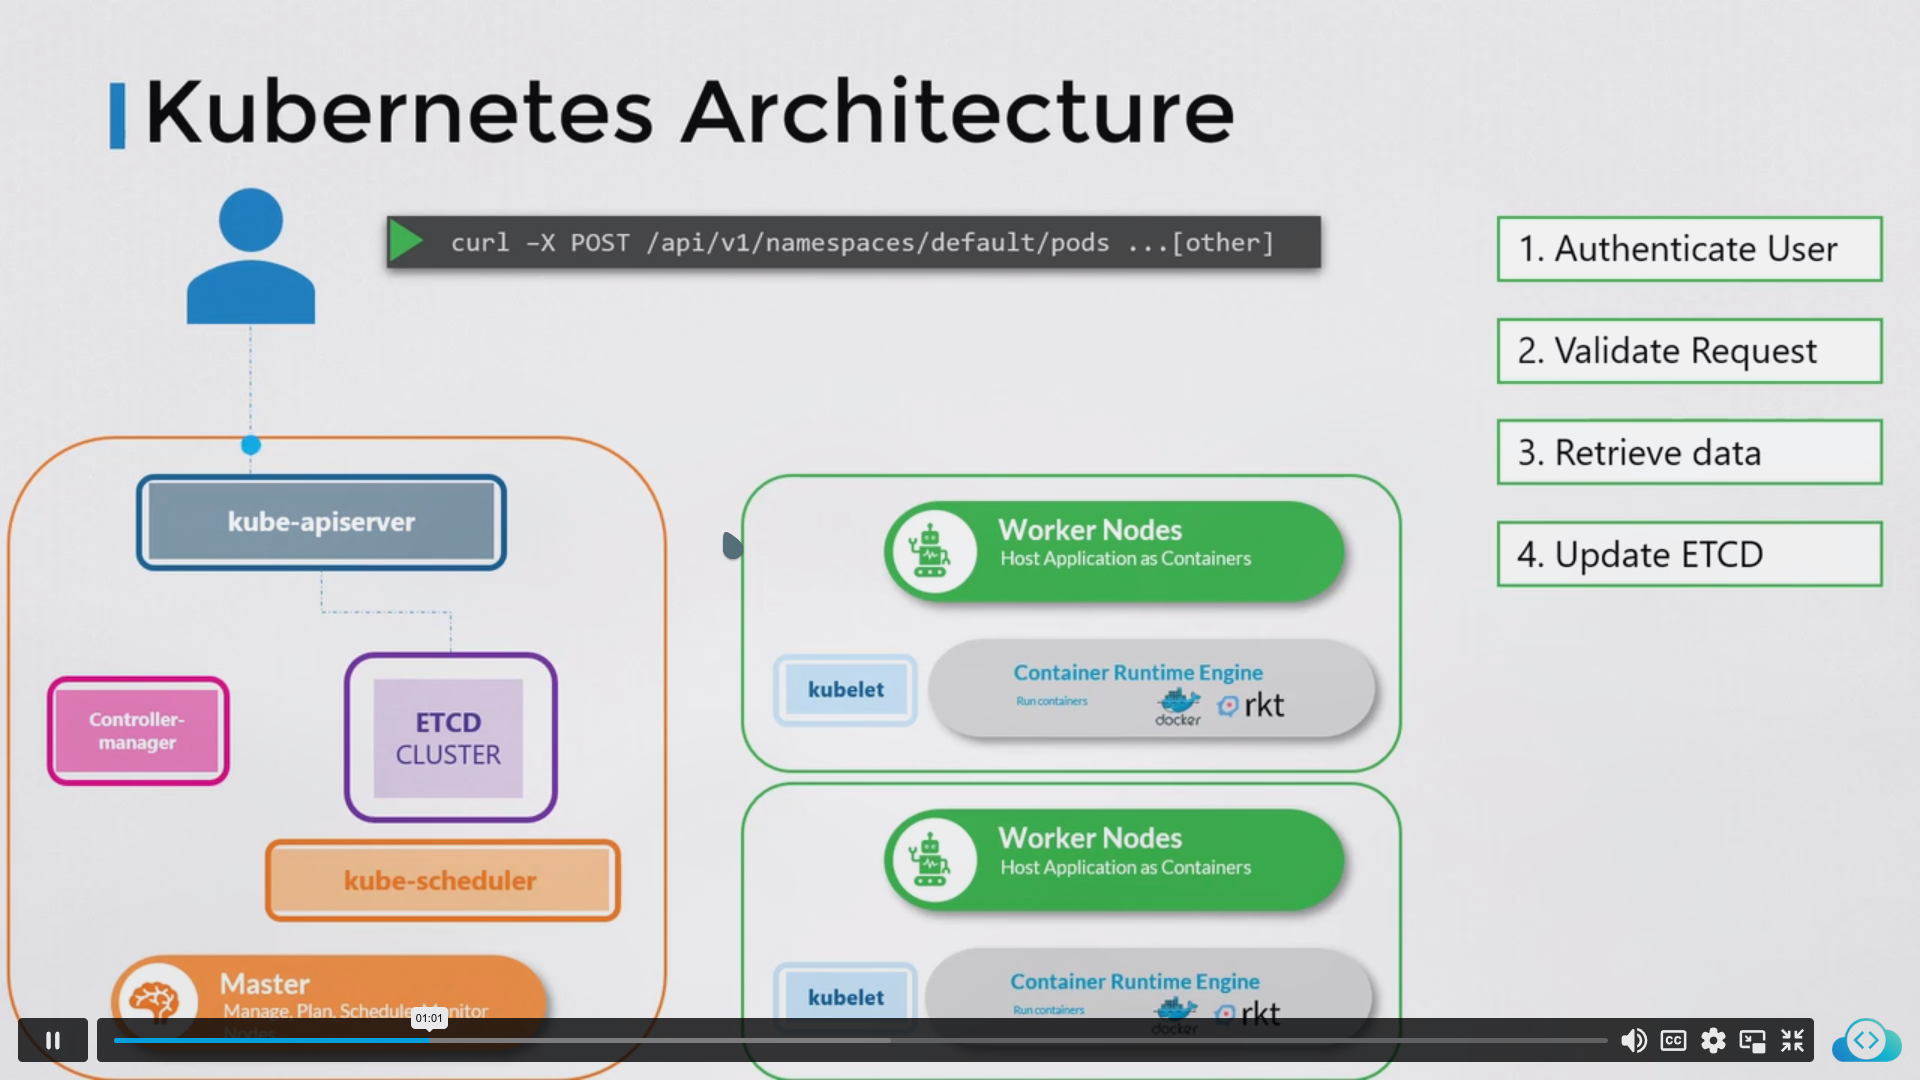 Kubernetes Architecture
curl –X POST /api/v1/namespaces/default/pods ...[other]
1. Authenticate User
2. Validate Request
3. Retrieve data
4. Update ETCD
kube-apiserver
Controller-
manager
ETCD
CLUSTER
kube-scheduler
Master
Manage, Plan, Schedule, Monitor
Nodes
Worker Nodes
Host Application as Containers
kubelet
Container Runtime Engine
Run containers
docker
rkt
Worker Nodes
Host Application as Containers
kubelet
Container Runtime Engine
Run containers
docker
rkt
01:01
CC